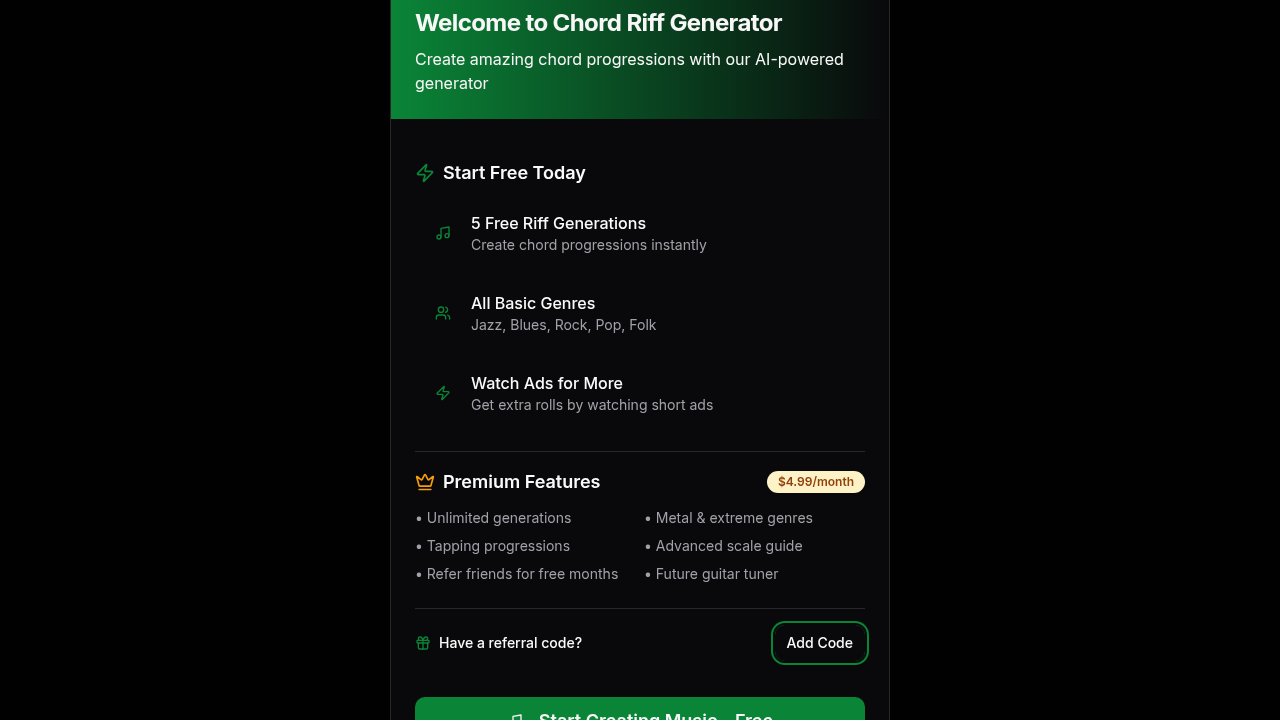 Welcome to Chord Riff Generator
Create amazing chord progressions with our AI-powered
generator
Start Free Today
5 Free Riff Generations
Create chord progressions instantly
All Basic Genres
Jazz, Blues, Rock, Pop, Folk
Watch Ads for More
Get extra rolls by watching short ads
Premium Features
$4.99/month
• Unlimited generations
• Metal & extreme genres
• Tapping progressions
• Advanced scale guide
• Refer friends for free months
• Future guitar tuner
Have a referral code?
Add Code
Start Creating Music - Free